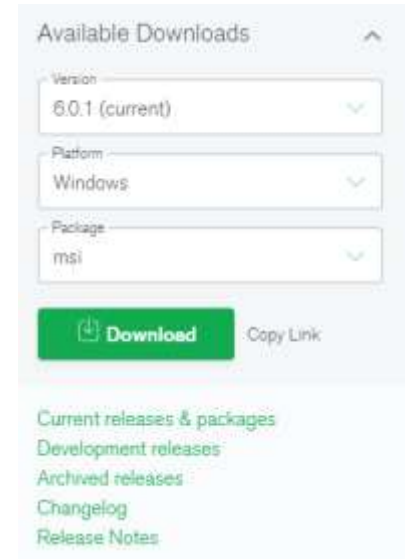 Available Downloads
Version
6.0.1 (current)
Platform
Windows
Package
msi
Download
Copy Link
Current releases & packages
Development releases
Archived releases
Changelog
Release Notes